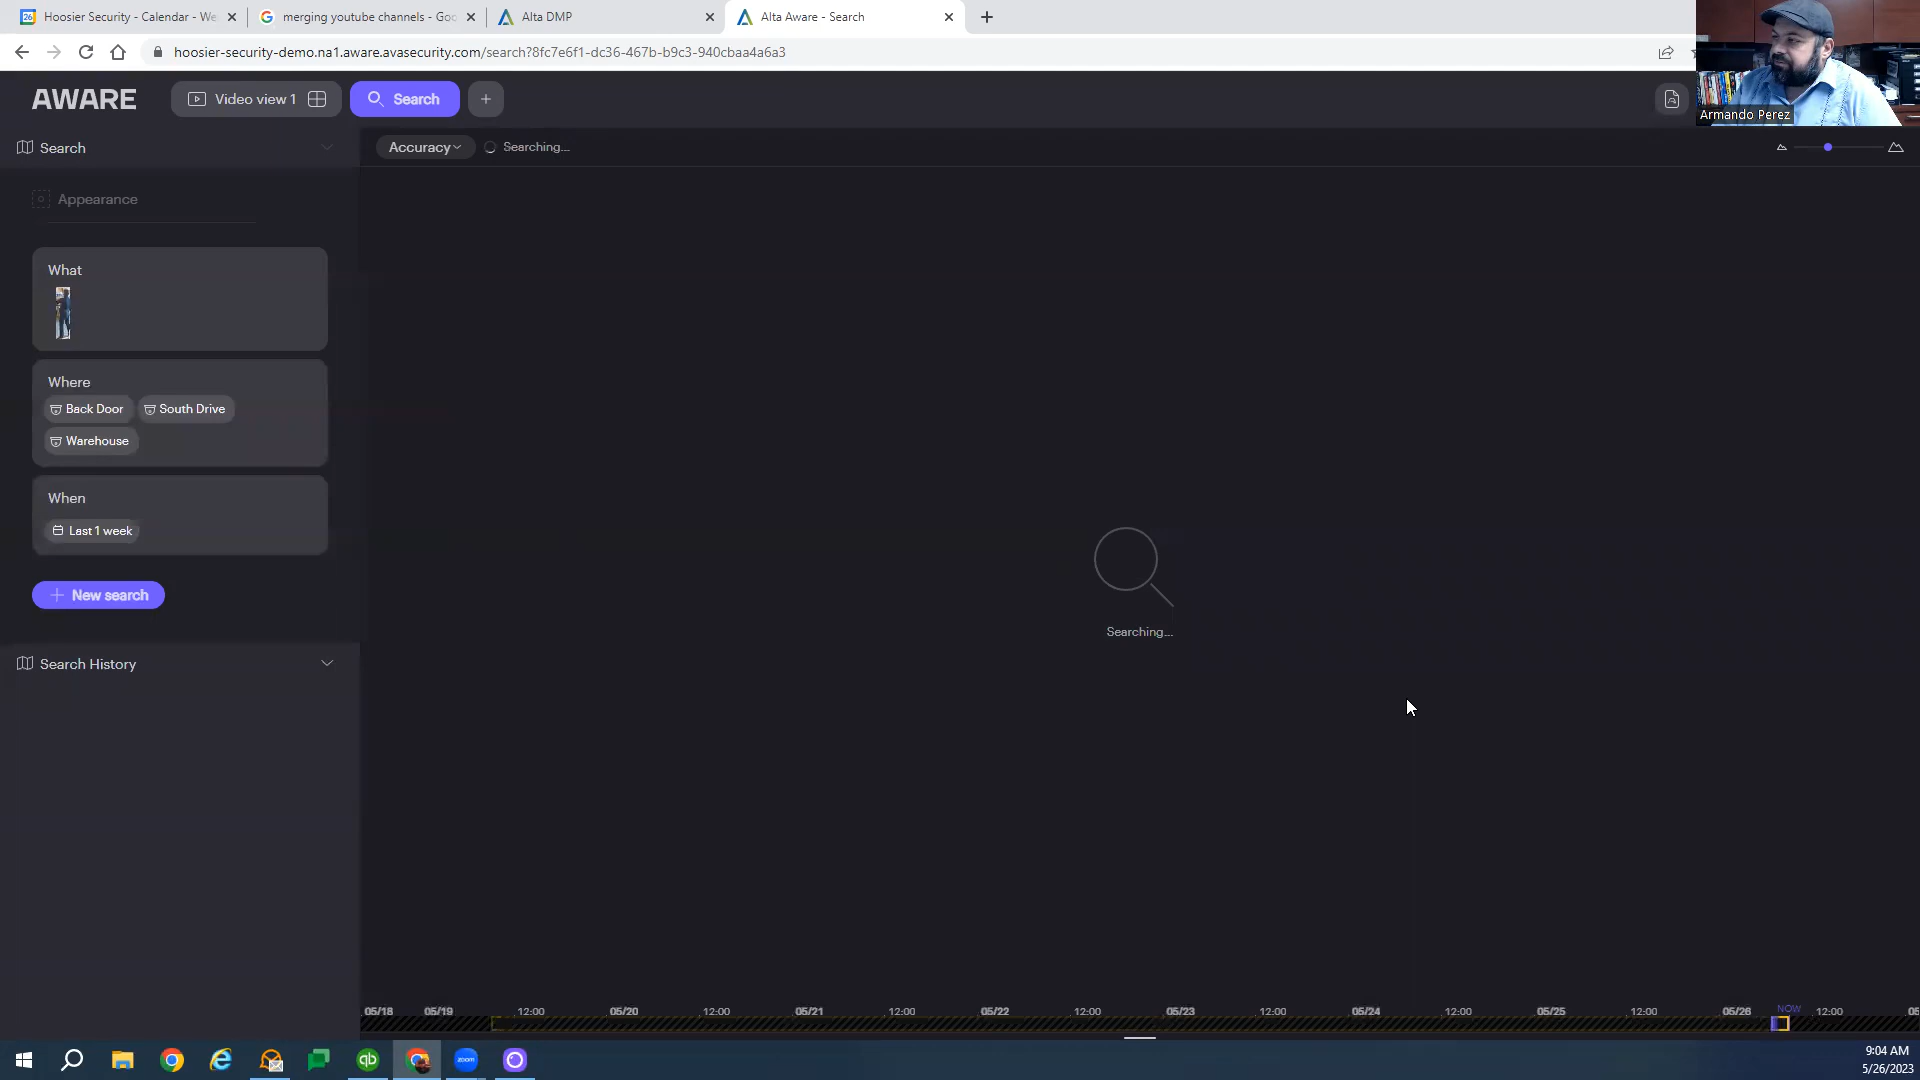 Hoosier Security - Calendar - We
merging youtube channels - Goo
Alta DMP
Alta Aware - Search
hoosier-security-demo.na1.aware.avasecurity.com/search?8fc7e6f1-dc36-467b-b9c3-940cbaa4a6a3
Armando Perez
AWARE
Video view 1
Search
Search
Accuracy
Searching...
Appearance
What
Where
Back Door
South Drive
Warehouse
When
Last 1 week
New search
Searching...
Search History
05/18 05/19 12:00 05/20 12:00 05/21 12:00 05/22 12:00 05/23 12:00 05/24 12:00 05/25 12:00 05/26 NOW 12:00
9:04 AM
5/26/2023